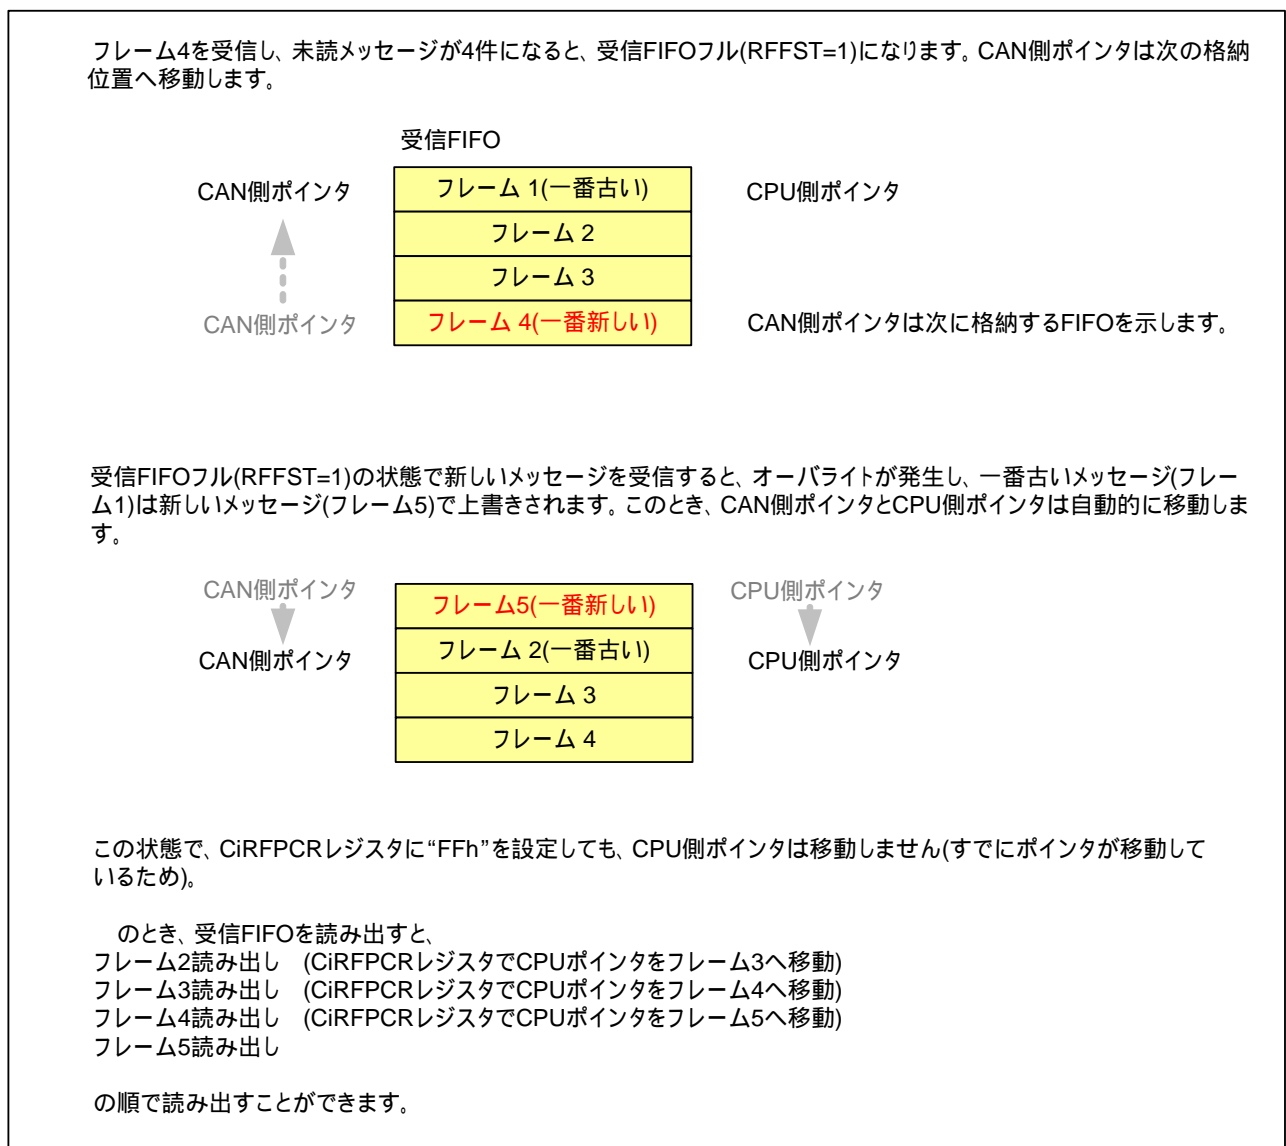 フレーム4を受信し、未読メッセージが4件になると、受信FIFOフル(RFFST=1)になります。CAN側ポインタは次の格納
位置へ移動します。
受信FIFO
CAN側ポインタ
フレーム 1(一番古い)
CPU側ポインタ
フレーム 2
フレーム 3
CAN側ポインタ
フレーム 4(一番新しい)
CAN側ポインタは次に格納するFIFOを示します。
受信FIFOフル(RFFST=1)の状態で新しいメッセージを受信すると、オーバライトが発生し、一番古いメッセージ(フレー
ム1)は新しいメッセージ(フレーム5)で上書きされます。このとき、CAN側ポインタとCPU側ポインタは自動的に移動しま
す。
CAN側ポインタ
フレーム5(一番新しい)
CPU側ポインタ
CAN側ポインタ
フレーム 2(一番古い)
CPU側ポインタ
フレーム 3
フレーム 4
この状態で、CiRFPCRレジスタに“FFh”を設定しても、CPU側ポインタは移動しません(すでにポインタが移動して
いるため)。
のとき、受信FIFOを読み出すと、
フレーム2読み出し (CiRFPCRレジスタでCPUポインタをフレーム3へ移動)
フレーム3読み出し (CiRFPCRレジスタでCPUポインタをフレーム4へ移動)
フレーム4読み出し (CiRFPCRレジスタでCPUポインタをフレーム5へ移動)
フレーム5読み出し
の順で読み出すことができます。